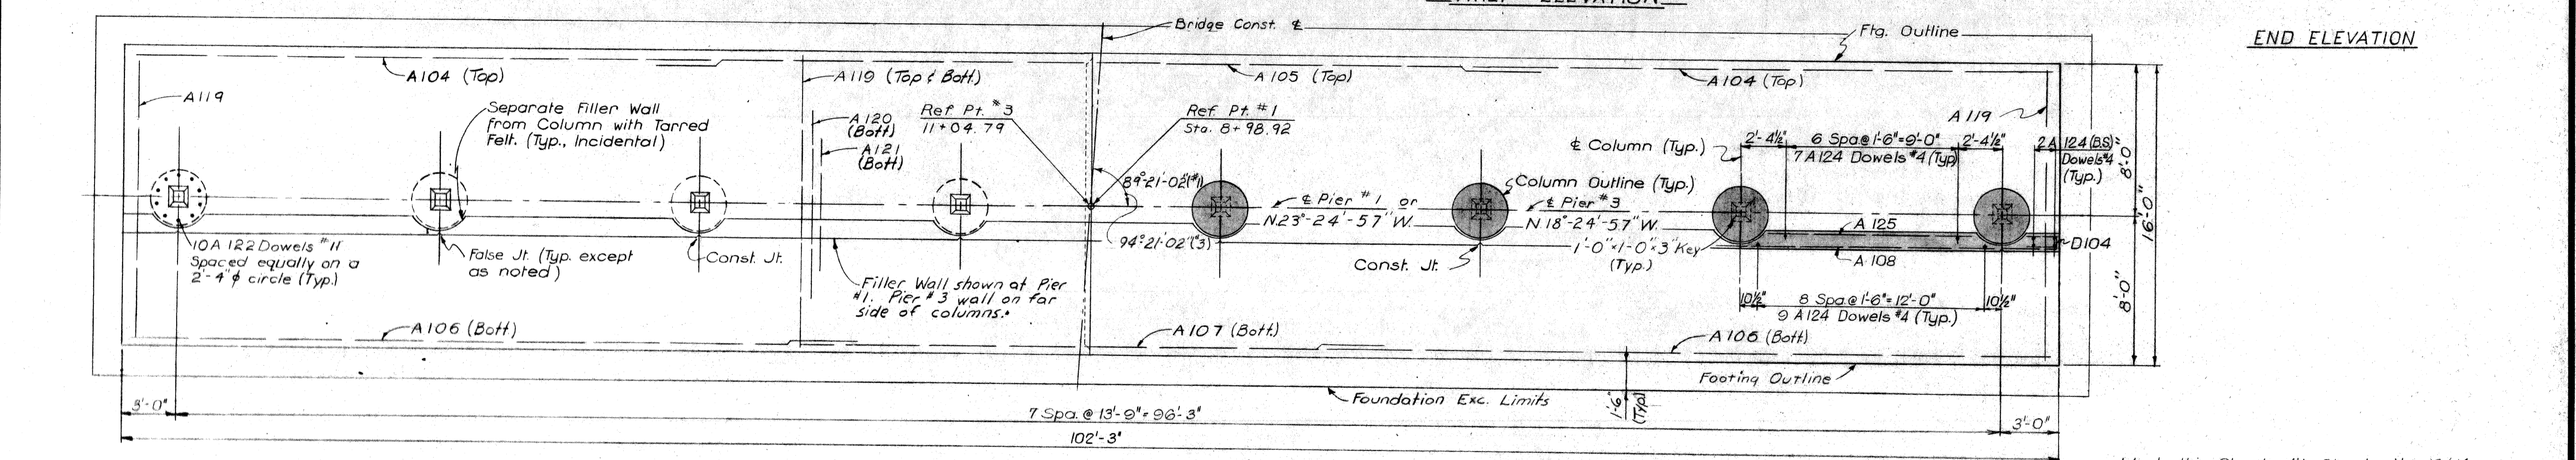 HALF ELEVATION
END ELEVATION
Bridge Const. ℄
Ftg. Outline
A104 (Top)
A119 (Top & Bott.)
A105 (Top)
A104 (Top)
A119
A119
Separate Filler Wall
from Column with Tarred
Felt. (Typ., Incidental)
A120
(Bott)
A121
(Bott)
Ref Pt. #3
11+04.79
Ref. Pt. #1
Sta. 8+98.92
℄ Column (Typ.)
2'-4½"
6 Spa@1'-6"=9'-0"
7 A124 Dowels #4 (Typ)
2'-4½"
2 A124 (B.S.)
Dowels #4
(Typ.)
8'-0"
16'-0"
8'-0"
89°-21'-02"(#1)
94°21'-02"(#3)
℄ Pier #1 or
N.23°-24'-57"W.
℄ Pier #3
N.18°-24'-57"W.
Column Outline (Typ.)
A 125
A 108
D104
1'-0"×1'-0"×3" Key
(Typ.)
10 A 122 Dowels #11
Spaced equally on a
2'-4"ϕ circle (Typ.)
False Jt. (Typ. except
as noted)
Const. Jt.
Filler Wall shown at Pier
#1. Pier #3 wall on far
side of columns.
Const. Jt.
10½"
8 Spa.@1'-6"=12'-0"
9 A124 Dowels #4 (Typ.)
10½"
A106 (Bott)
A107 (Bott.)
A106 (Bott)
Footing Outline
Foundation Exc. Limits
1'-6"
(Typ)
3'-0"
7 Spa. @ 13'-9"= 96'-3"
3'-0"
102'-3"